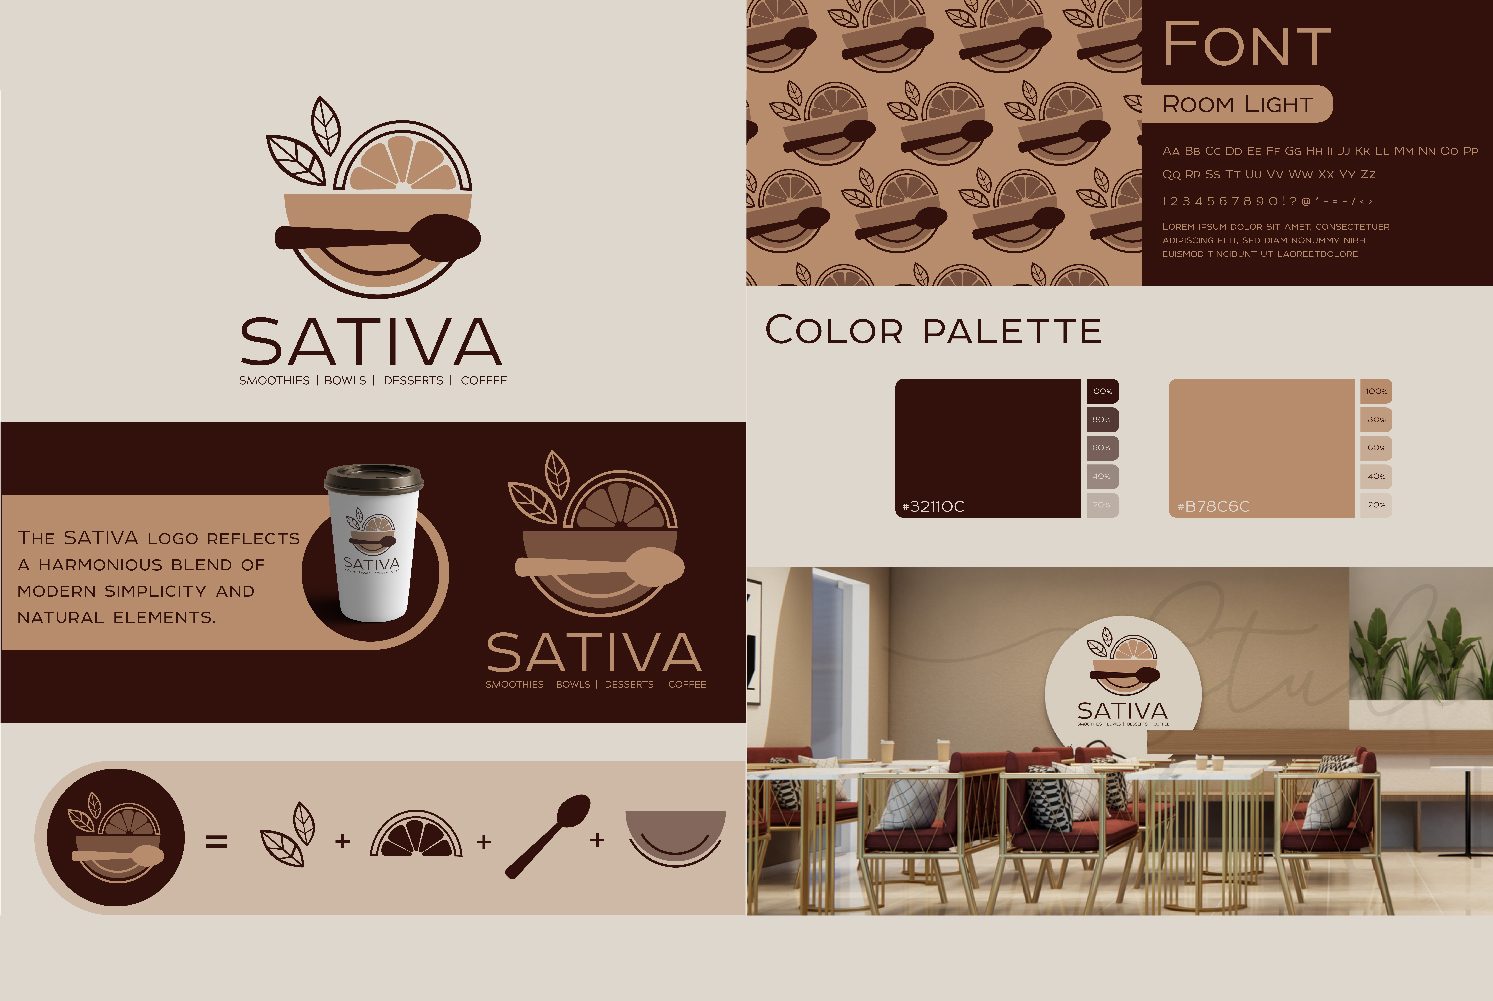 SATIVA
SMOOTHIES | BOWLS | DESSERTS | COFFEE
THE SATIVA LOGO REFLECTS
A HARMONIOUS BLEND OF
MODERN SIMPLICITY AND
NATURAL ELEMENTS.
SATIVA
SATIVA
SMOOTHIES BOWLS | DESSERTS COFFEE
=
+
+
+
FONT
ROOM LIGHT
AA BB CC DD EE FF GG HH II JJ KK LL MM NN OO PP
QQ RR SS TT UU VV WW XX YY ZZ
1 2 3 4 5 6 7 8 9 0 ! ? @ * - = ~ / < >
LOREM IPSUM DOLOR SIT AMET, CONSECTETUER
ADIPISCING ELIT, SED DIAM NONUMMY NIBH
EUISMOD TINCIDUNT UT LAOREETDOLORE
COLOR PALETTE
100%
80%
60%
40%
20%
#32110C
100%
80%
60%
40%
20%
#B78C6C
SATIVA
SMOOTHIES | BOWLS | DESSERTS | COFFEE